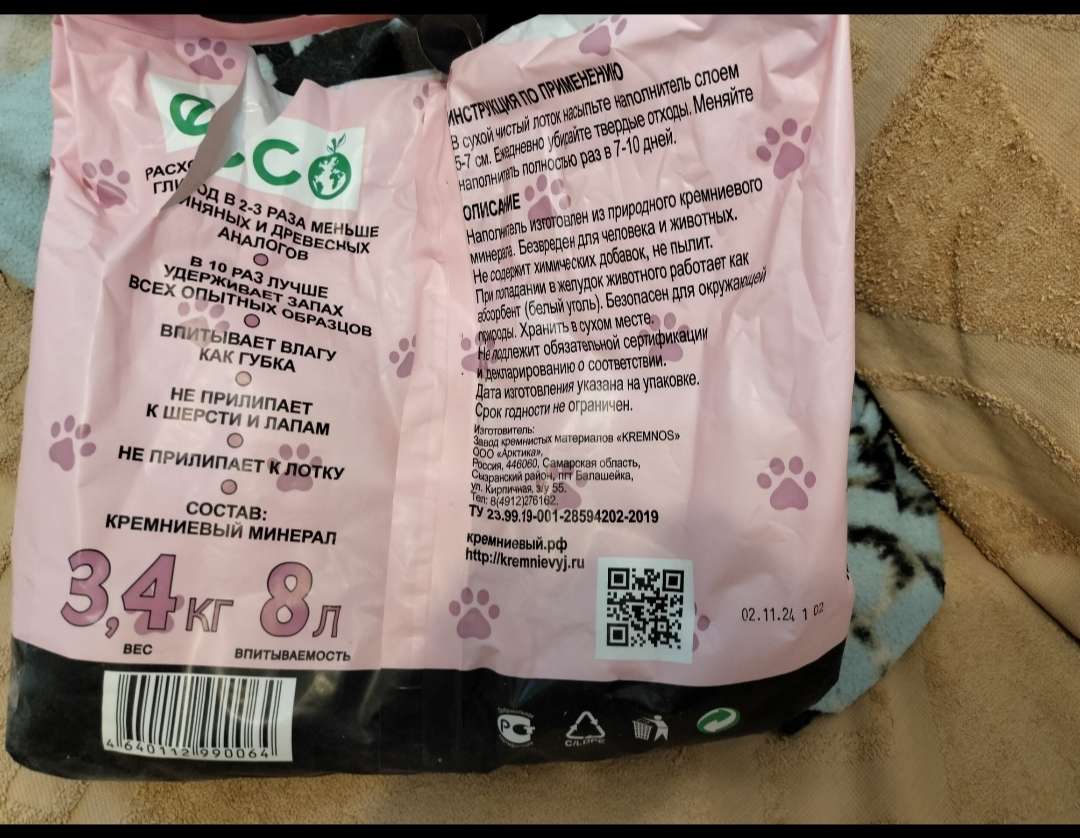 ecco
РАСХОД В 2-3 РАЗА МЕНЬШЕ
ГЛИНЯНЫХ И ДРЕВЕСНЫХ
АНАЛОГОВ
В 10 РАЗ ЛУЧШЕ
УДЕРЖИВАЕТ ЗАПАХ
ВСЕХ ОПЫТНЫХ ОБРАЗЦОВ
ВПИТЫВАЕТ ВЛАГУ
КАК ГУБКА
НЕ ПРИЛИПАЕТ
К ШЕРСТИ И ЛАПАМ
НЕ ПРИЛИПАЕТ К ЛОТКУ
СОСТАВ:
КРЕМНИЕВЫЙ МИНЕРАЛ
3,4 КГ 8 Л
ВЕС ВПИТЫВАЕМОСТЬ
4 640112 990064
ИНСТРУКЦИЯ ПО ПРИМЕНЕНИЮ
В сухой чистый лоток насыпьте наполнитель слоем
5-7 см. Ежедневно убирайте твердые отходы. Меняйте
наполнитель полностью раз в 7-10 дней.
ОПИСАНИЕ
Наполнитель изготовлен из природного кремниевого
минерала. Безвреден для человека и животных.
Не содержит химических добавок, не пылит.
При попадании в желудок животного работает как
абсорбент (белый уголь). Безопасен для окружающей
природы. Хранить в сухом месте.
Не подлежит обязательной сертификации
и декларированию о соответствии.
Дата изготовления указана на упаковке.
Срок годности не ограничен.
Изготовитель:
Завод кремнистых материалов «KREMNOS»
ООО «Арктика»,
Россия, 446060, Самарская область,
Сызранский район, пгт Балашейка,
ул. Кирпичная, з/у 55.
Тел: 8(4912)276162.
ТУ 23.99.19-001-28594202-2019
кремниевый.рф
http://kremnievyj.ru
02.11.24 1 02
C/LDPE